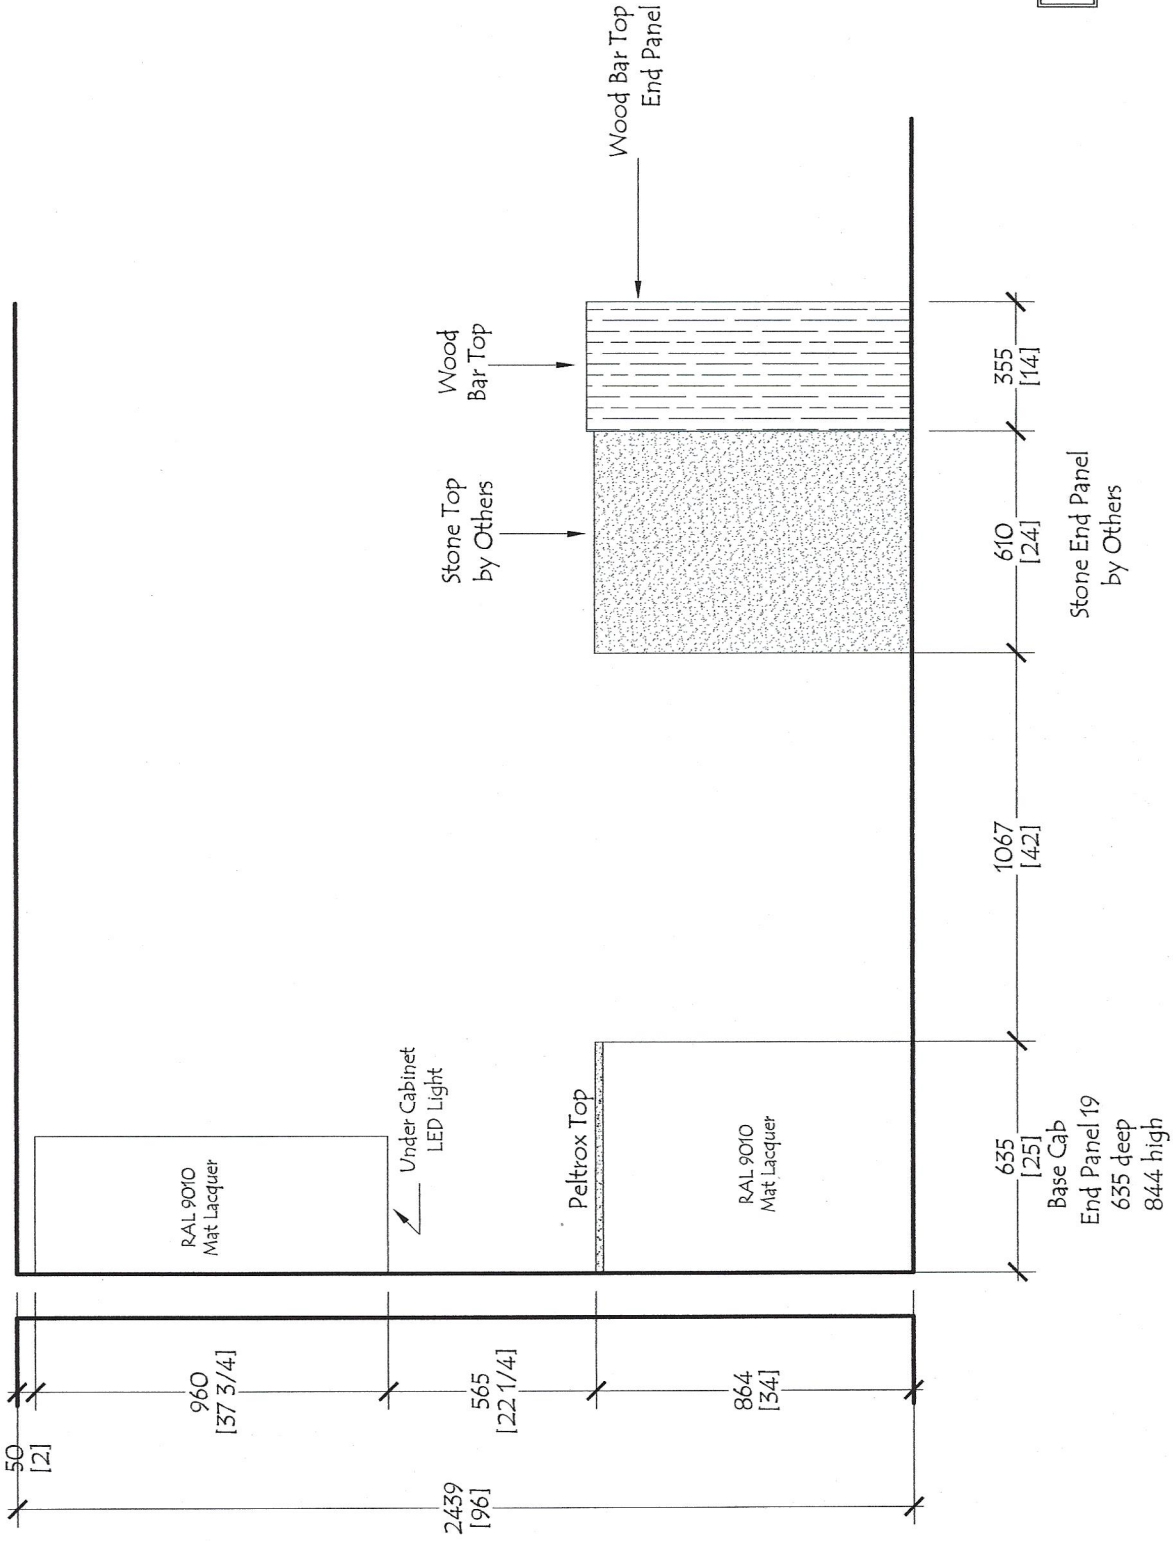 Wood Bar Top
End Panel
Wood
Bar Top
Stone Top
by Others
RAL 9010
Mat Lacquer
Under Cabinet
LED Light
Peltrox Top
RAL 9010
Mat Lacquer
50
[2]
960
[37 3/4]
565
[22 1/4]
864
[34]
2439
[96]
635
[25]
Base Cab
End Panel 19
635 deep
844 high
1067
[42]
610
[24]
Stone End Panel
by Others
355
[14]